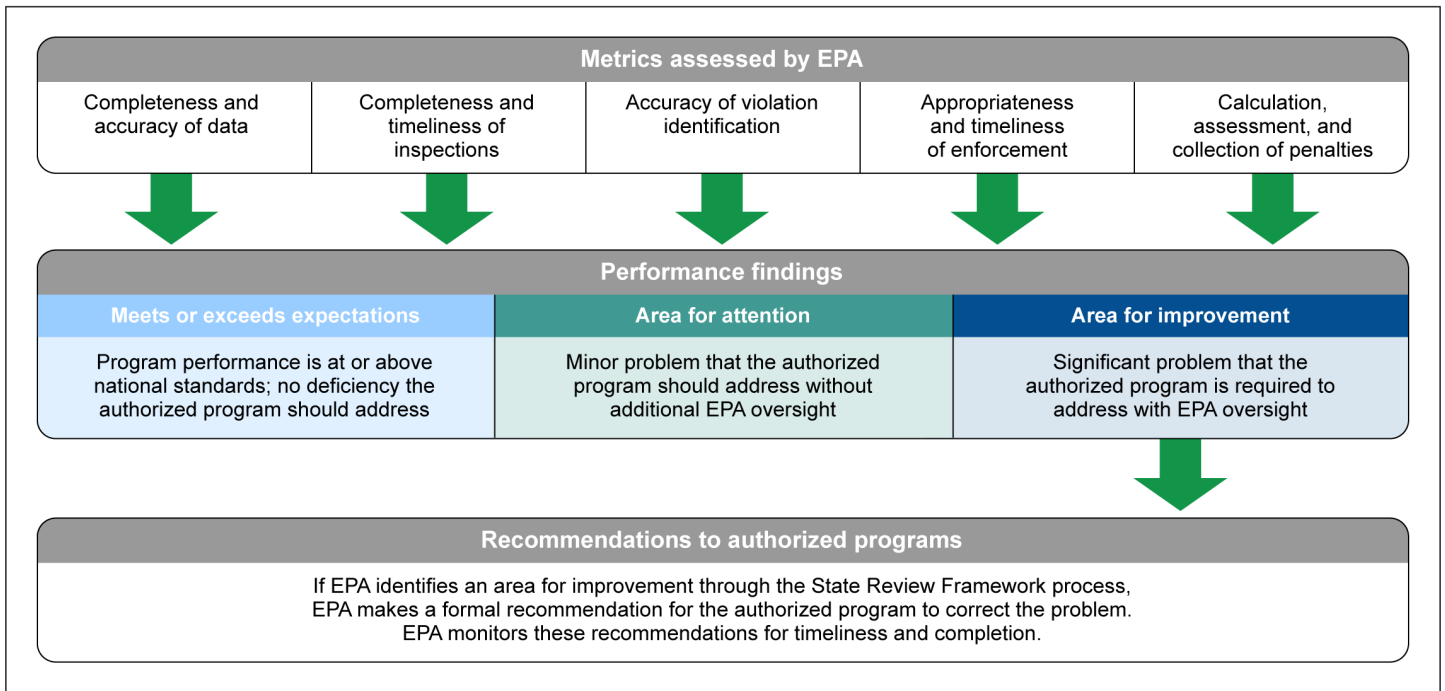 Metrics assessed by EPA
Completeness and
accuracy of data
Completeness and
timeliness of
inspections
Accuracy of violation
identification
Appropriateness
and timeliness
of enforcement
Calculation,
assessment, and
collection of penalties
Performance findings
Meets or exceeds expectations
Program performance is at or above
national standards; no deficiency the
authorized program should address
Area for attention
Minor problem that the authorized
program should address without
additional EPA oversight
Area for improvement
Significant problem that the
authorized program is required to
address with EPA oversight
Recommendations to authorized programs
If EPA identifies an area for improvement through the State Review Framework process,
EPA makes a formal recommendation for the authorized program to correct the problem.
EPA monitors these recommendations for timeliness and completion.